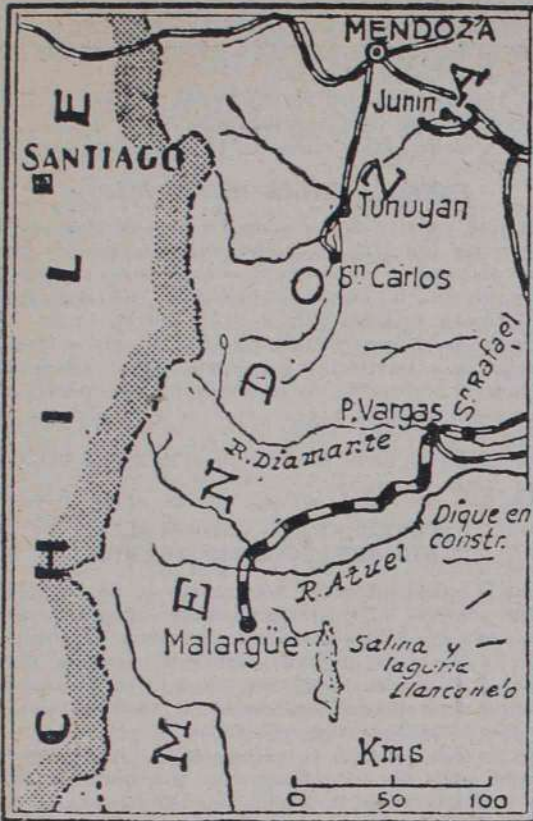 MENDOZA
Junin
SANTIAGO
Tunuyan
Sn. Carlos
CHILE
MENDOZA
P. Vargas
Sn. Rafael
R. Diamante
Dique en
constr.
R. Atuel
Malargüe
Salina y
laguna
Llancanelo
Kms
0 50 100